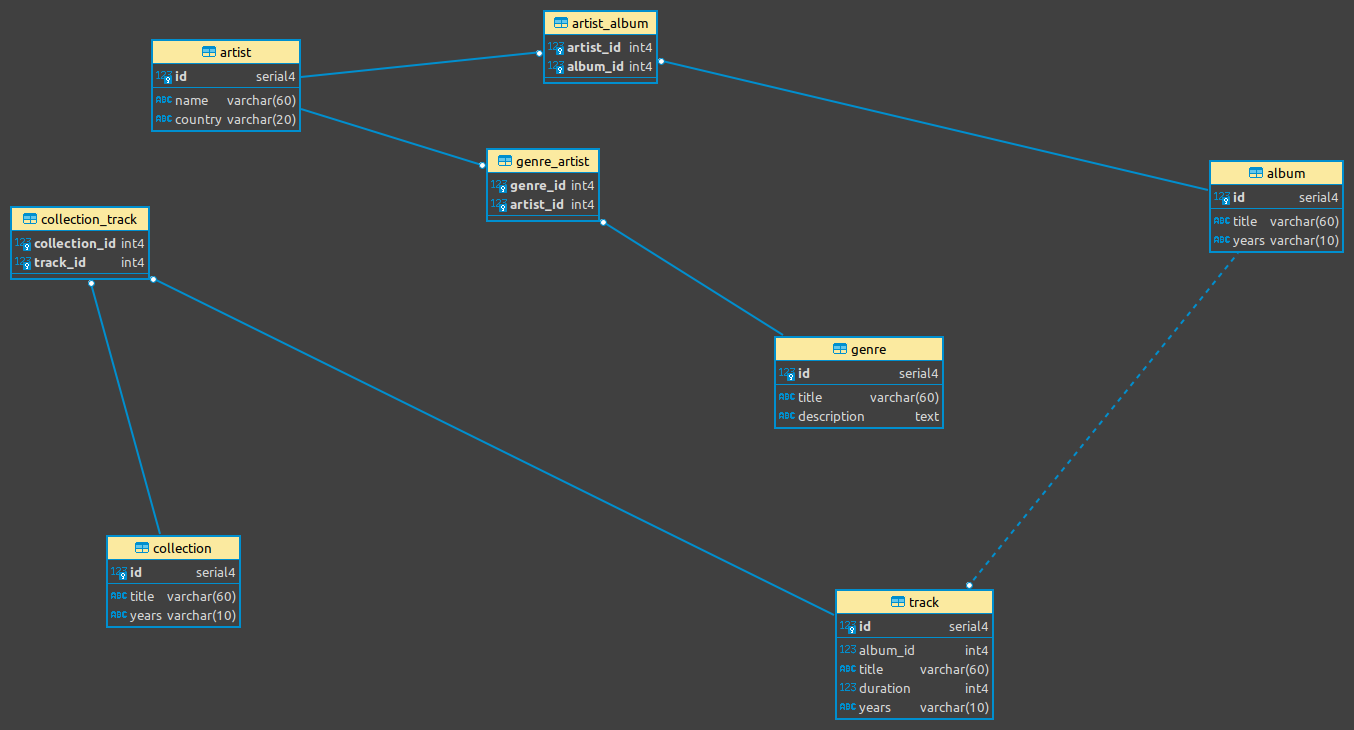 artist
123 id serial4
ABC name varchar(60)
ABC country varchar(20)
artist_album
123 artist_id int4
123 album_id int4
genre_artist
123 genre_id int4
123 artist_id int4
album
123 id serial4
ABC title varchar(60)
ABC years varchar(10)
collection_track
123 collection_id int4
123 track_id int4
genre
123 id serial4
ABC title varchar(60)
ABC description text
collection
123 id serial4
ABC title varchar(60)
ABC years varchar(10)
track
123 id serial4
123 album_id int4
ABC title varchar(60)
123 duration int4
ABC years varchar(10)